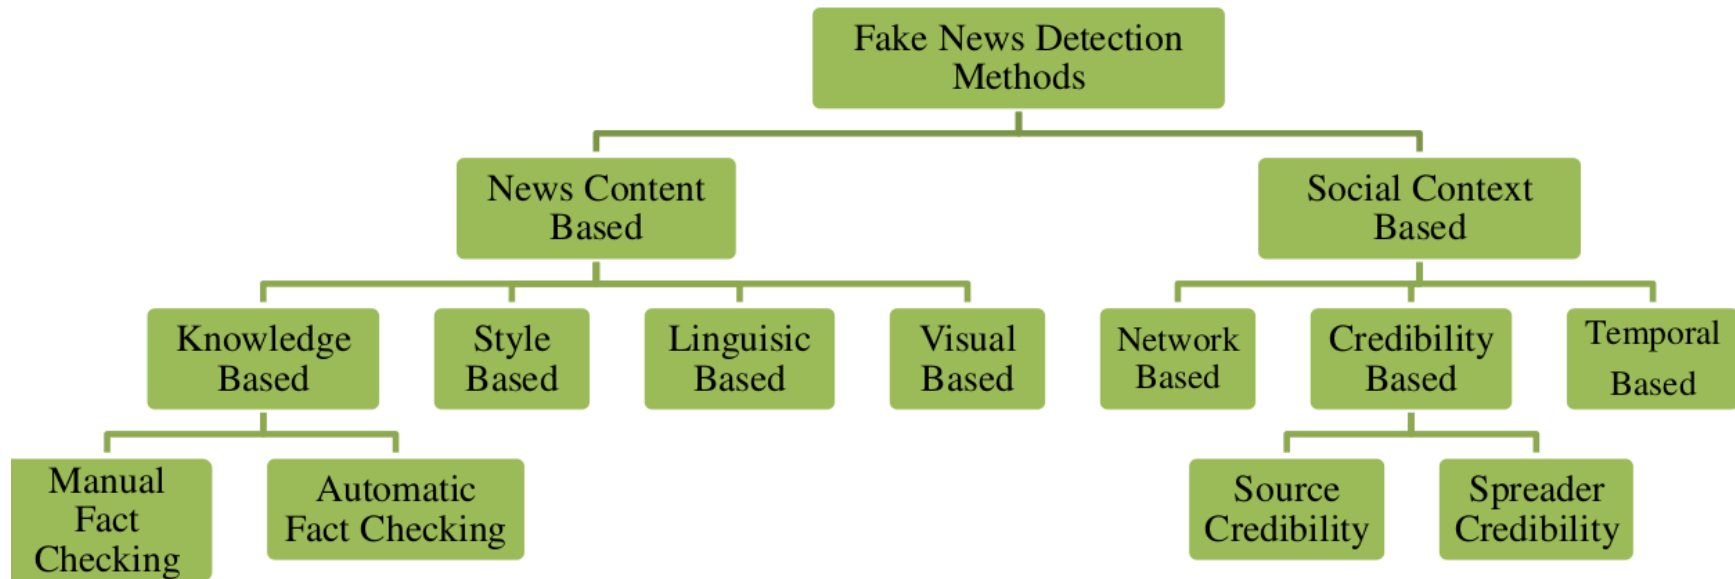 Fake News Detection
Methods
News Content
Based
Social Context
Based
Knowledge
Based
Style
Based
Linguisic
Based
Visual
Based
Network
Based
Credibility
Based
Temporal
Based
Manual
Fact
Checking
Automatic
Fact Checking
Source
Credibility
Spreader
Credibility